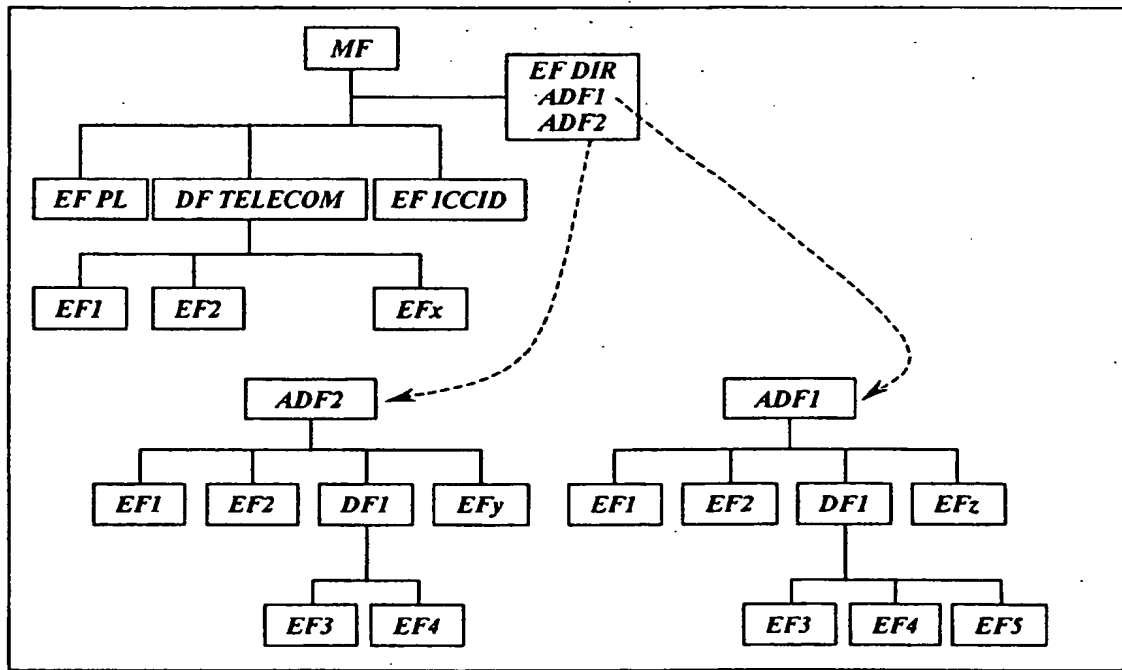 MF
EF DIR
ADF1
ADF2
EF PL
DF TELECOM
EF ICCID
EF1
EF2
EFx
ADF2
ADF1
EF1
EF2
DF1
EFy
EF1
EF2
DF1
EFz
EF3
EF4
EF3
EF4
EF5